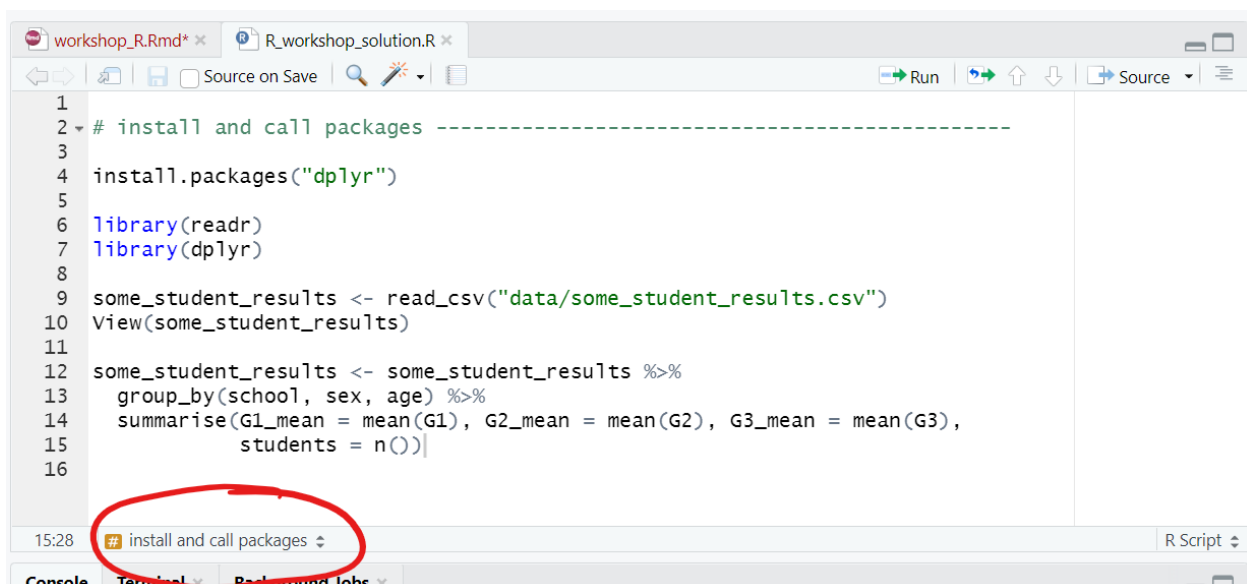 workshop_R.Rmd* × R_workshop_solution.R ×
Source on Save Run Source
1
2 # install and call packages -----------------------------------------------
3
4 install.packages("dplyr")
5
6 library(readr)
7 library(dplyr)
8
9 some_student_results <- read_csv("data/some_student_results.csv")
10 View(some_student_results)
11
12 some_student_results <- some_student_results %>%
13 group_by(school, sex, age) %>%
14 summarise(G1_mean = mean(G1), G2_mean = mean(G2), G3_mean = mean(G3),
15 students = n())
16
15:28 # install and call packages R Script
Console Terminal × Background Jobs ×